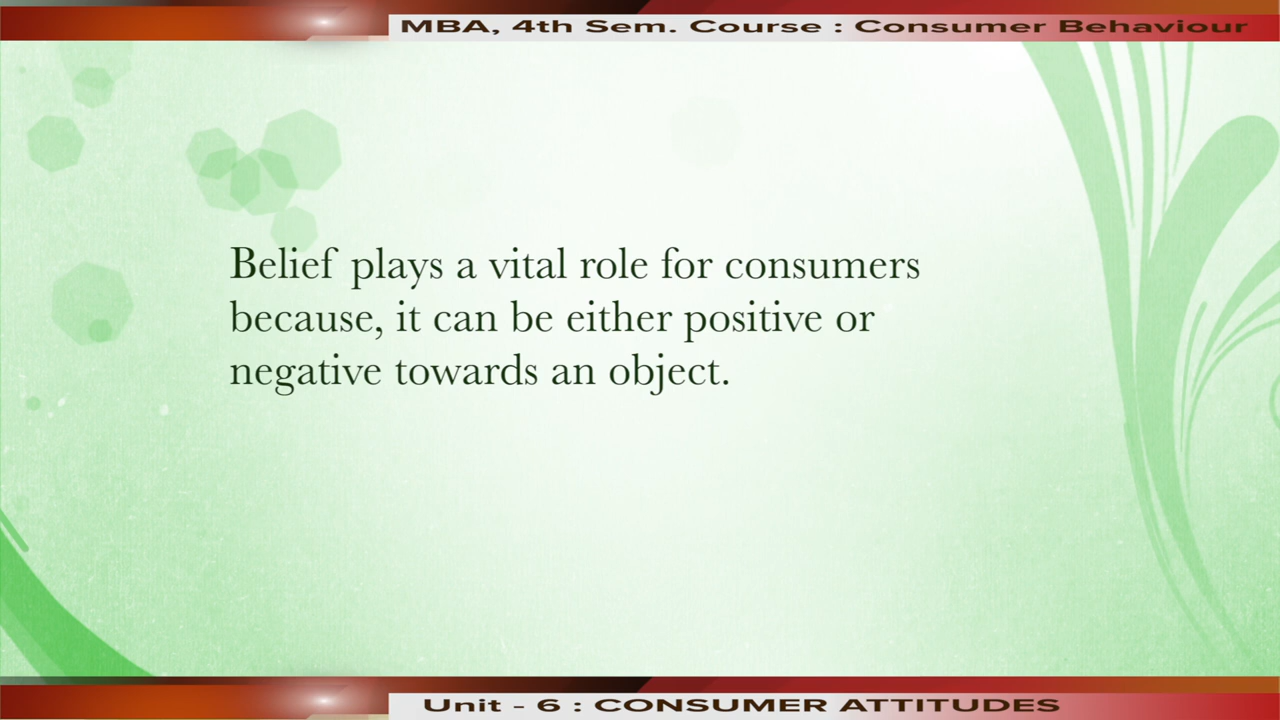 MBA, 4th Sem. Course : Consumer Behaviour
Belief plays a vital role for consumers
because, it can be either positive or
negative towards an object.
Unit - 6 : CONSUMER ATTITUDES